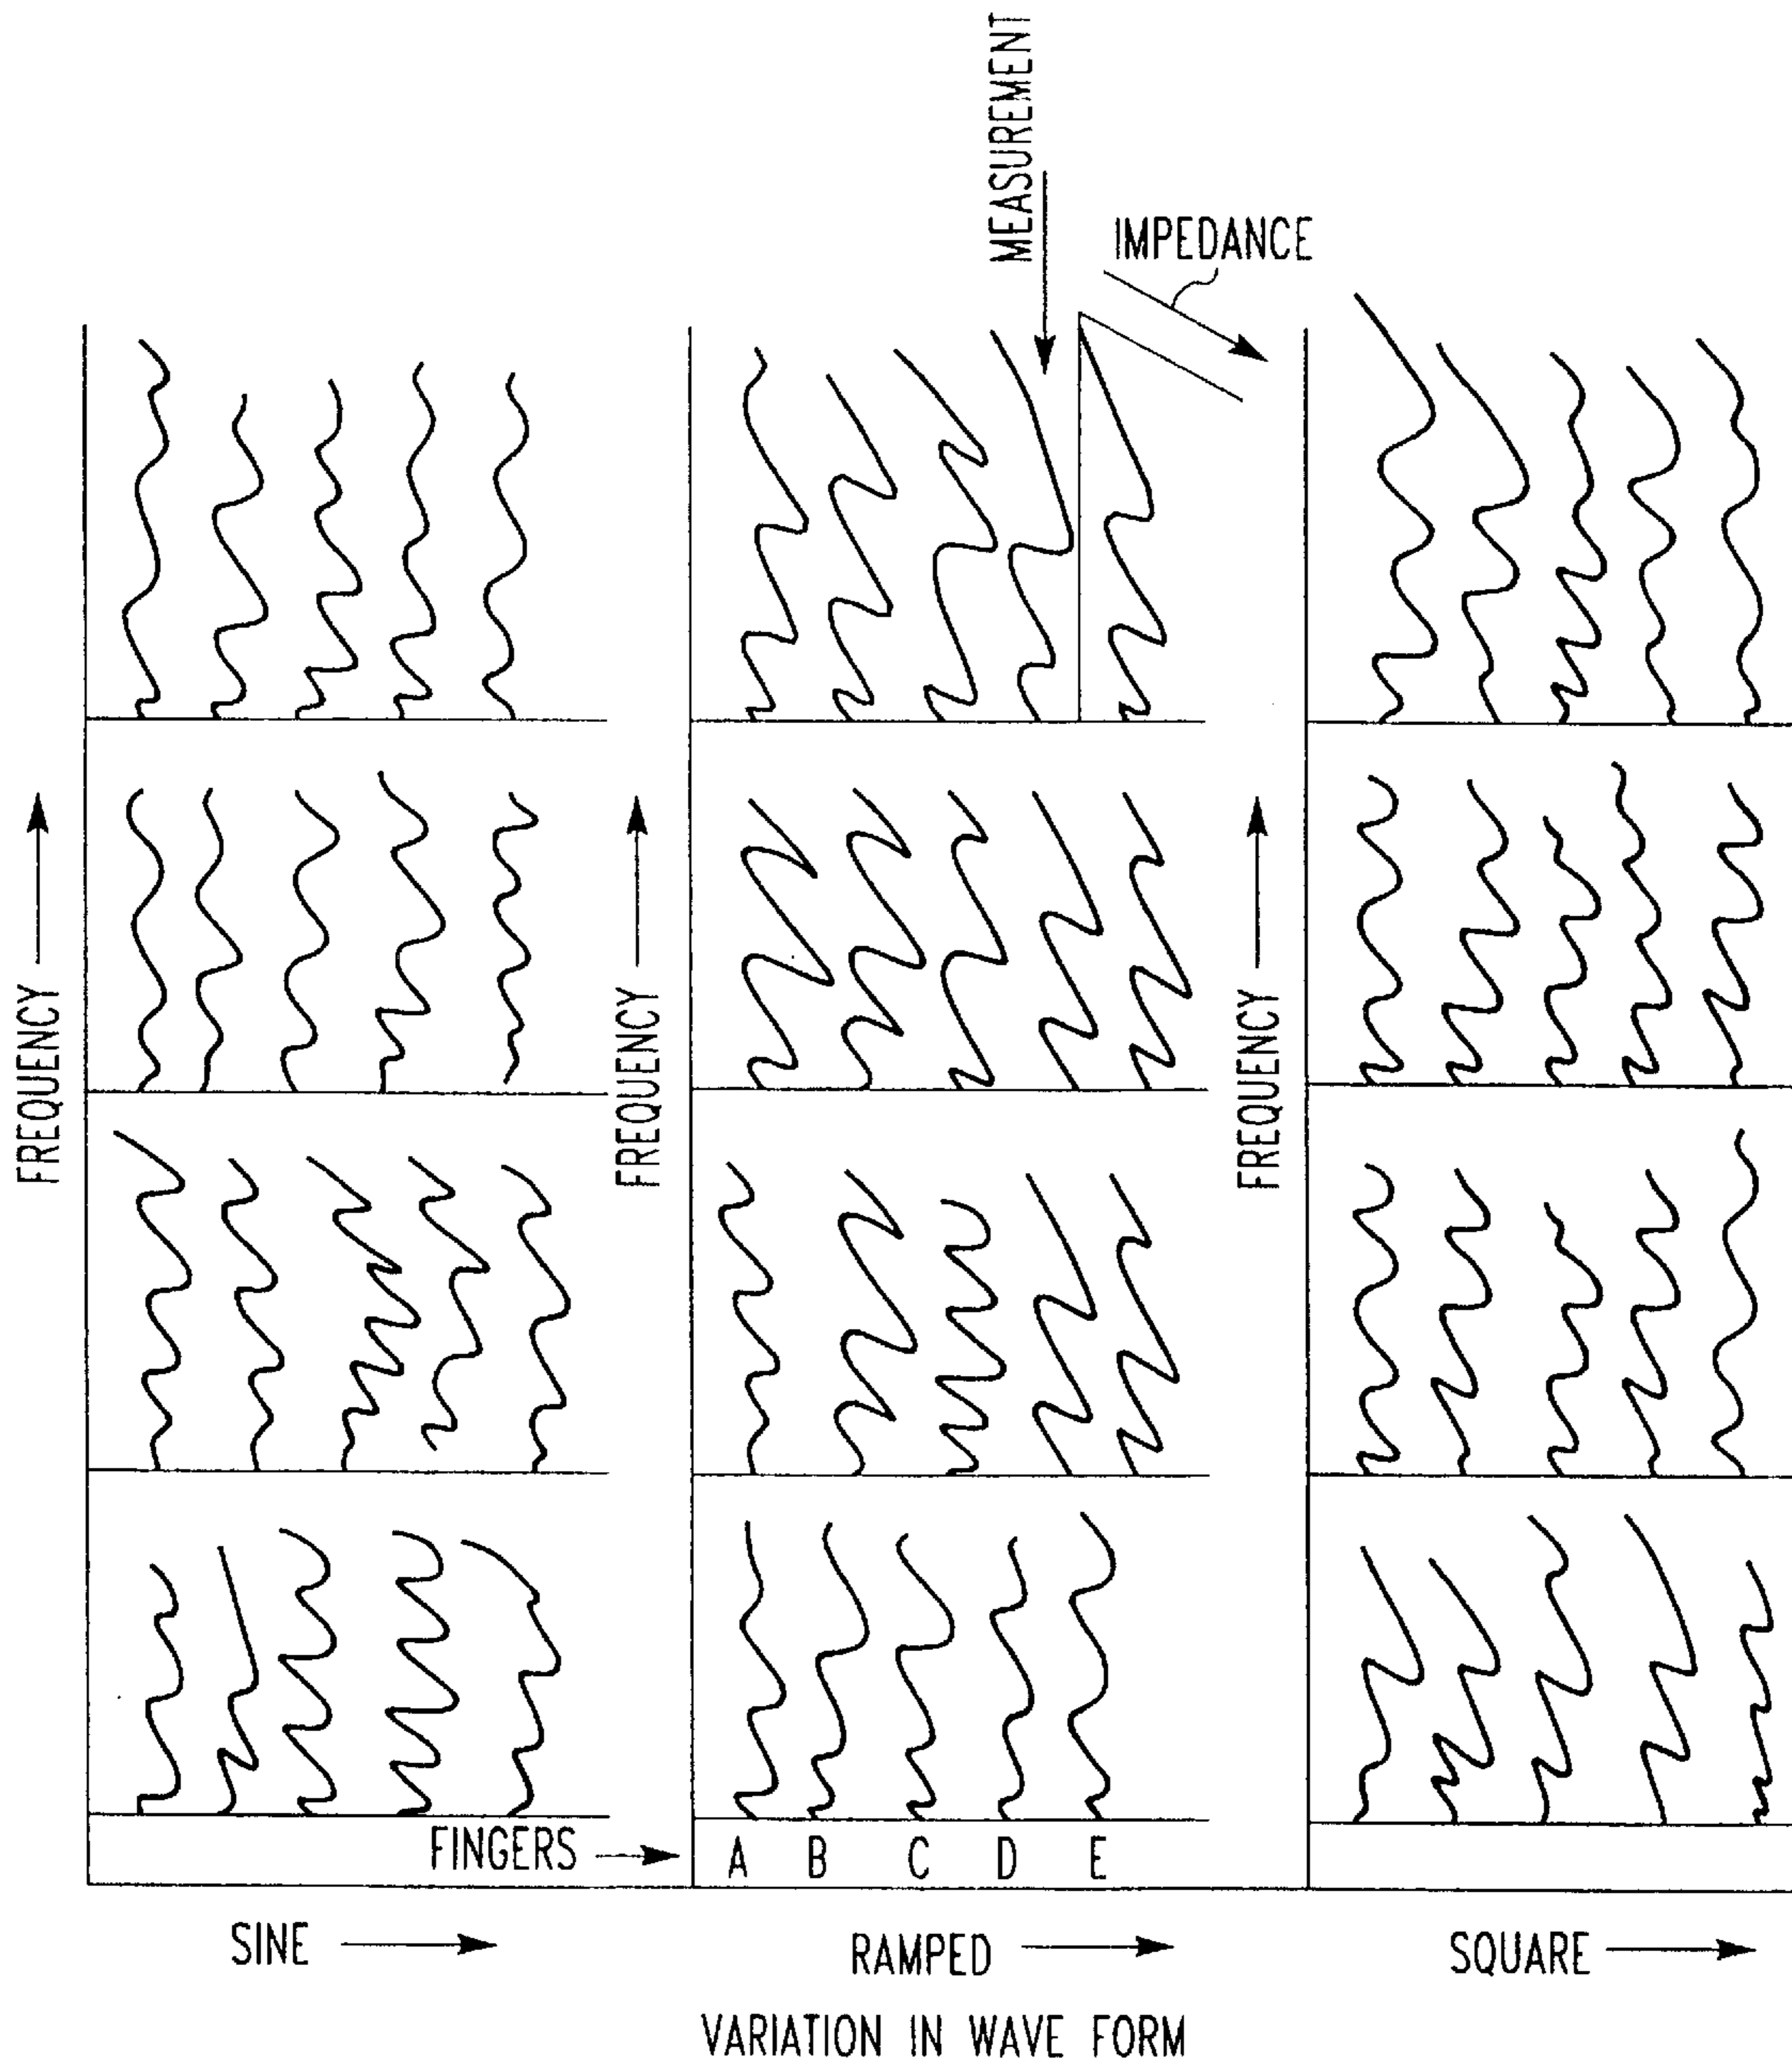 MEASUREMENT
IMPEDANCE
FREQUENCY
FREQUENCY
FREQUENCY
FINGERS
A B C D E
SINE
RAMPED
SQUARE
VARIATION IN WAVE FORM